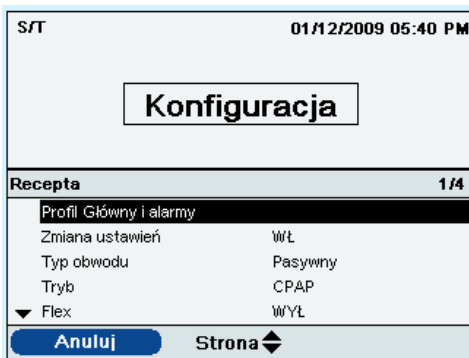 S/T 01/12/2009 05:40 PM
Konfiguracja
Recepta 1/4
Profil Główny i alarmy
Zmiana ustawień WŁ
Typ obwodu Pasywny
Tryb CPAP
Flex WYŁ
Anuluj Strona